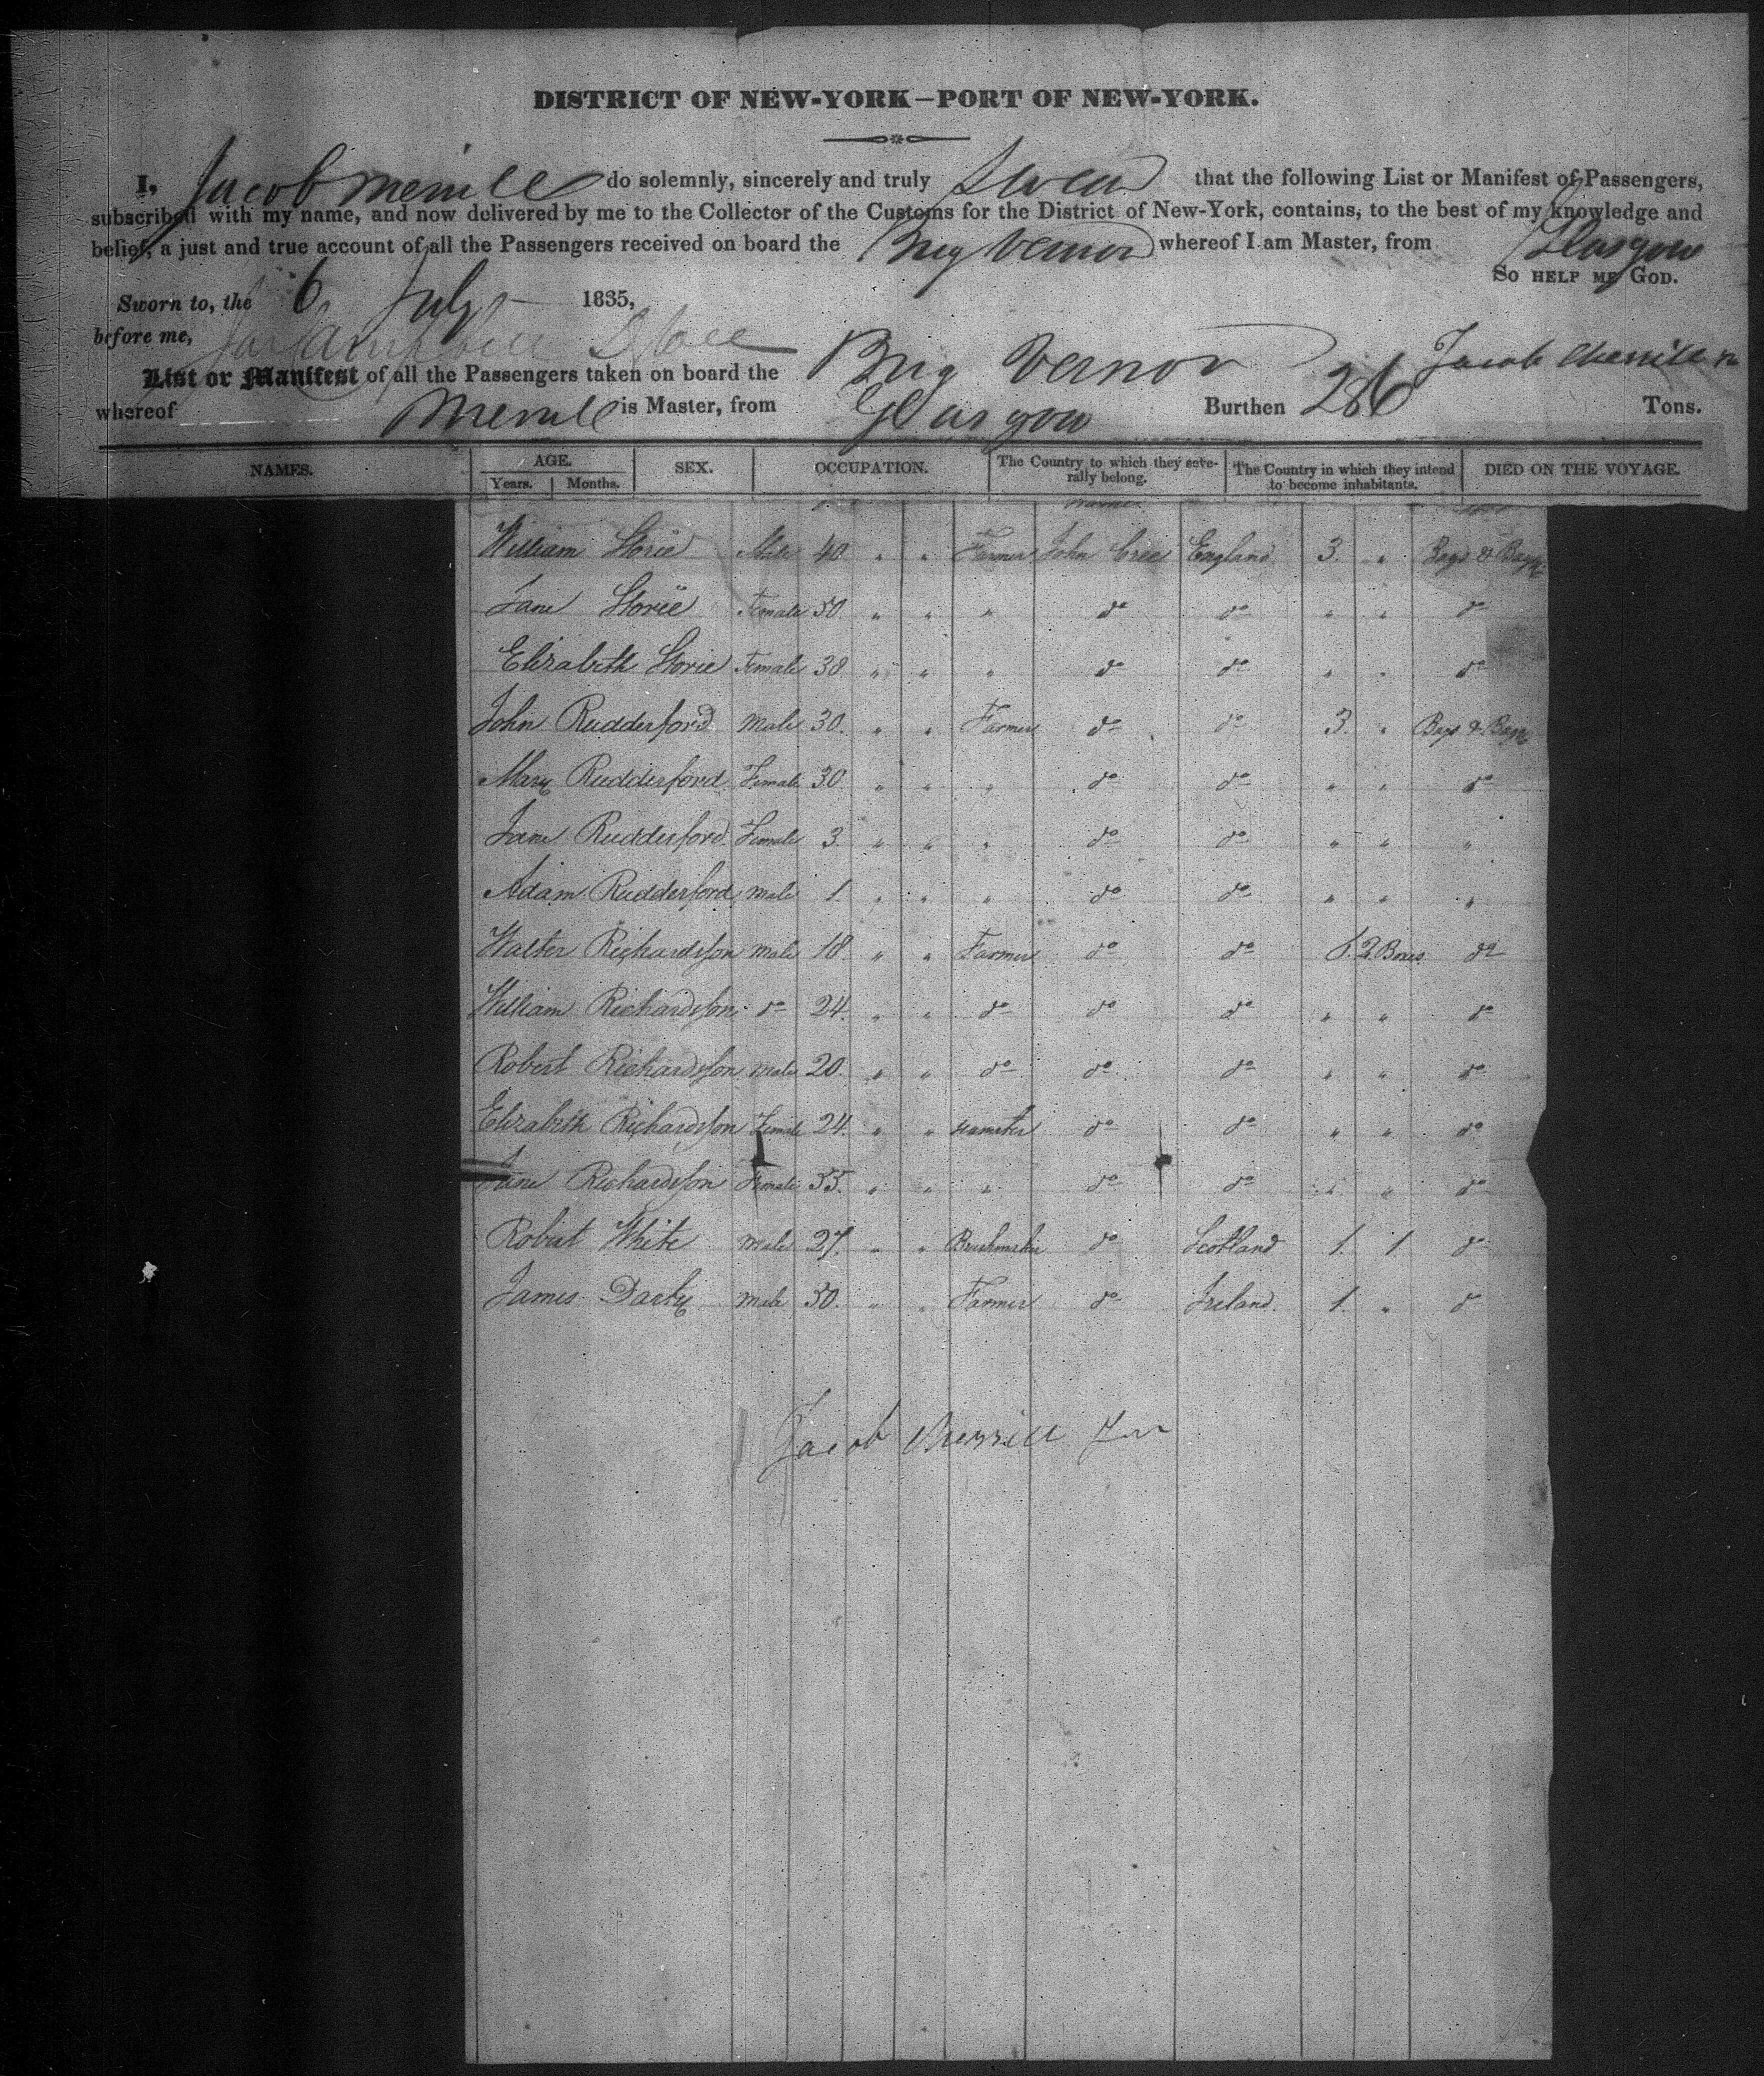 DISTRICT OF NEW-YORK—PORT OF NEW-YORK.
I, Jacob Merrill do solemnly, sincerely and truly Swear that the following List or Manifest of Passengers,
subscribed with my name, and now delivered by me to the Collector of the Customs for the District of New-York, contains, to the best of my knowledge and
belief, a just and true account of all the Passengers received on board the Brig Vernon whereof I am Master, from Glasgow
So HELP ME GOD.
Sworn to, the 6 July 1835,
before me,
Jacob Merrill Jr
List or Manifest of all the Passengers taken on board the Brig Vernon
whereof Merrill is Master, from Glasgow Burthen 286 Tons.
NAMES. AGE. SEX. OCCUPATION. The Country to which they severally belong. The Country in which they intend to become inhabitants. DIED ON THE VOYAGE.
Years. Months.
William Storie Male 40 " " Farmer John Cree England 3. " Bags & Bagg
Jane Storie Female 50. " " " do do " " do
Elizabeth Storie Female 38 " " " do do " " do
John Rudderford Male 30. " " Farmer do do 3. " Bags & Bagg
Mary Rudderford Female 30 " " " do do " " do
Jane Rudderford Female 3. " " " do do " " "
Adam Rudderford male 1 " " " do do " " "
Walter Richardson male 18. " " Farmer do do 2 Boxes do
William Richardson do 24. " " do do do " " do
Robert Richardson male 20. " " do do do " " do
Elizabeth Richardson Female 24. " " do do " " do
Jane Richardson Female 55. " " " do do " " do
Robert White male 27. " " Brushmaker do Scotland 1. 1 do
James Darky male 30. " " Farmer do Ireland. 1. " do
Jacob Merrill Jur